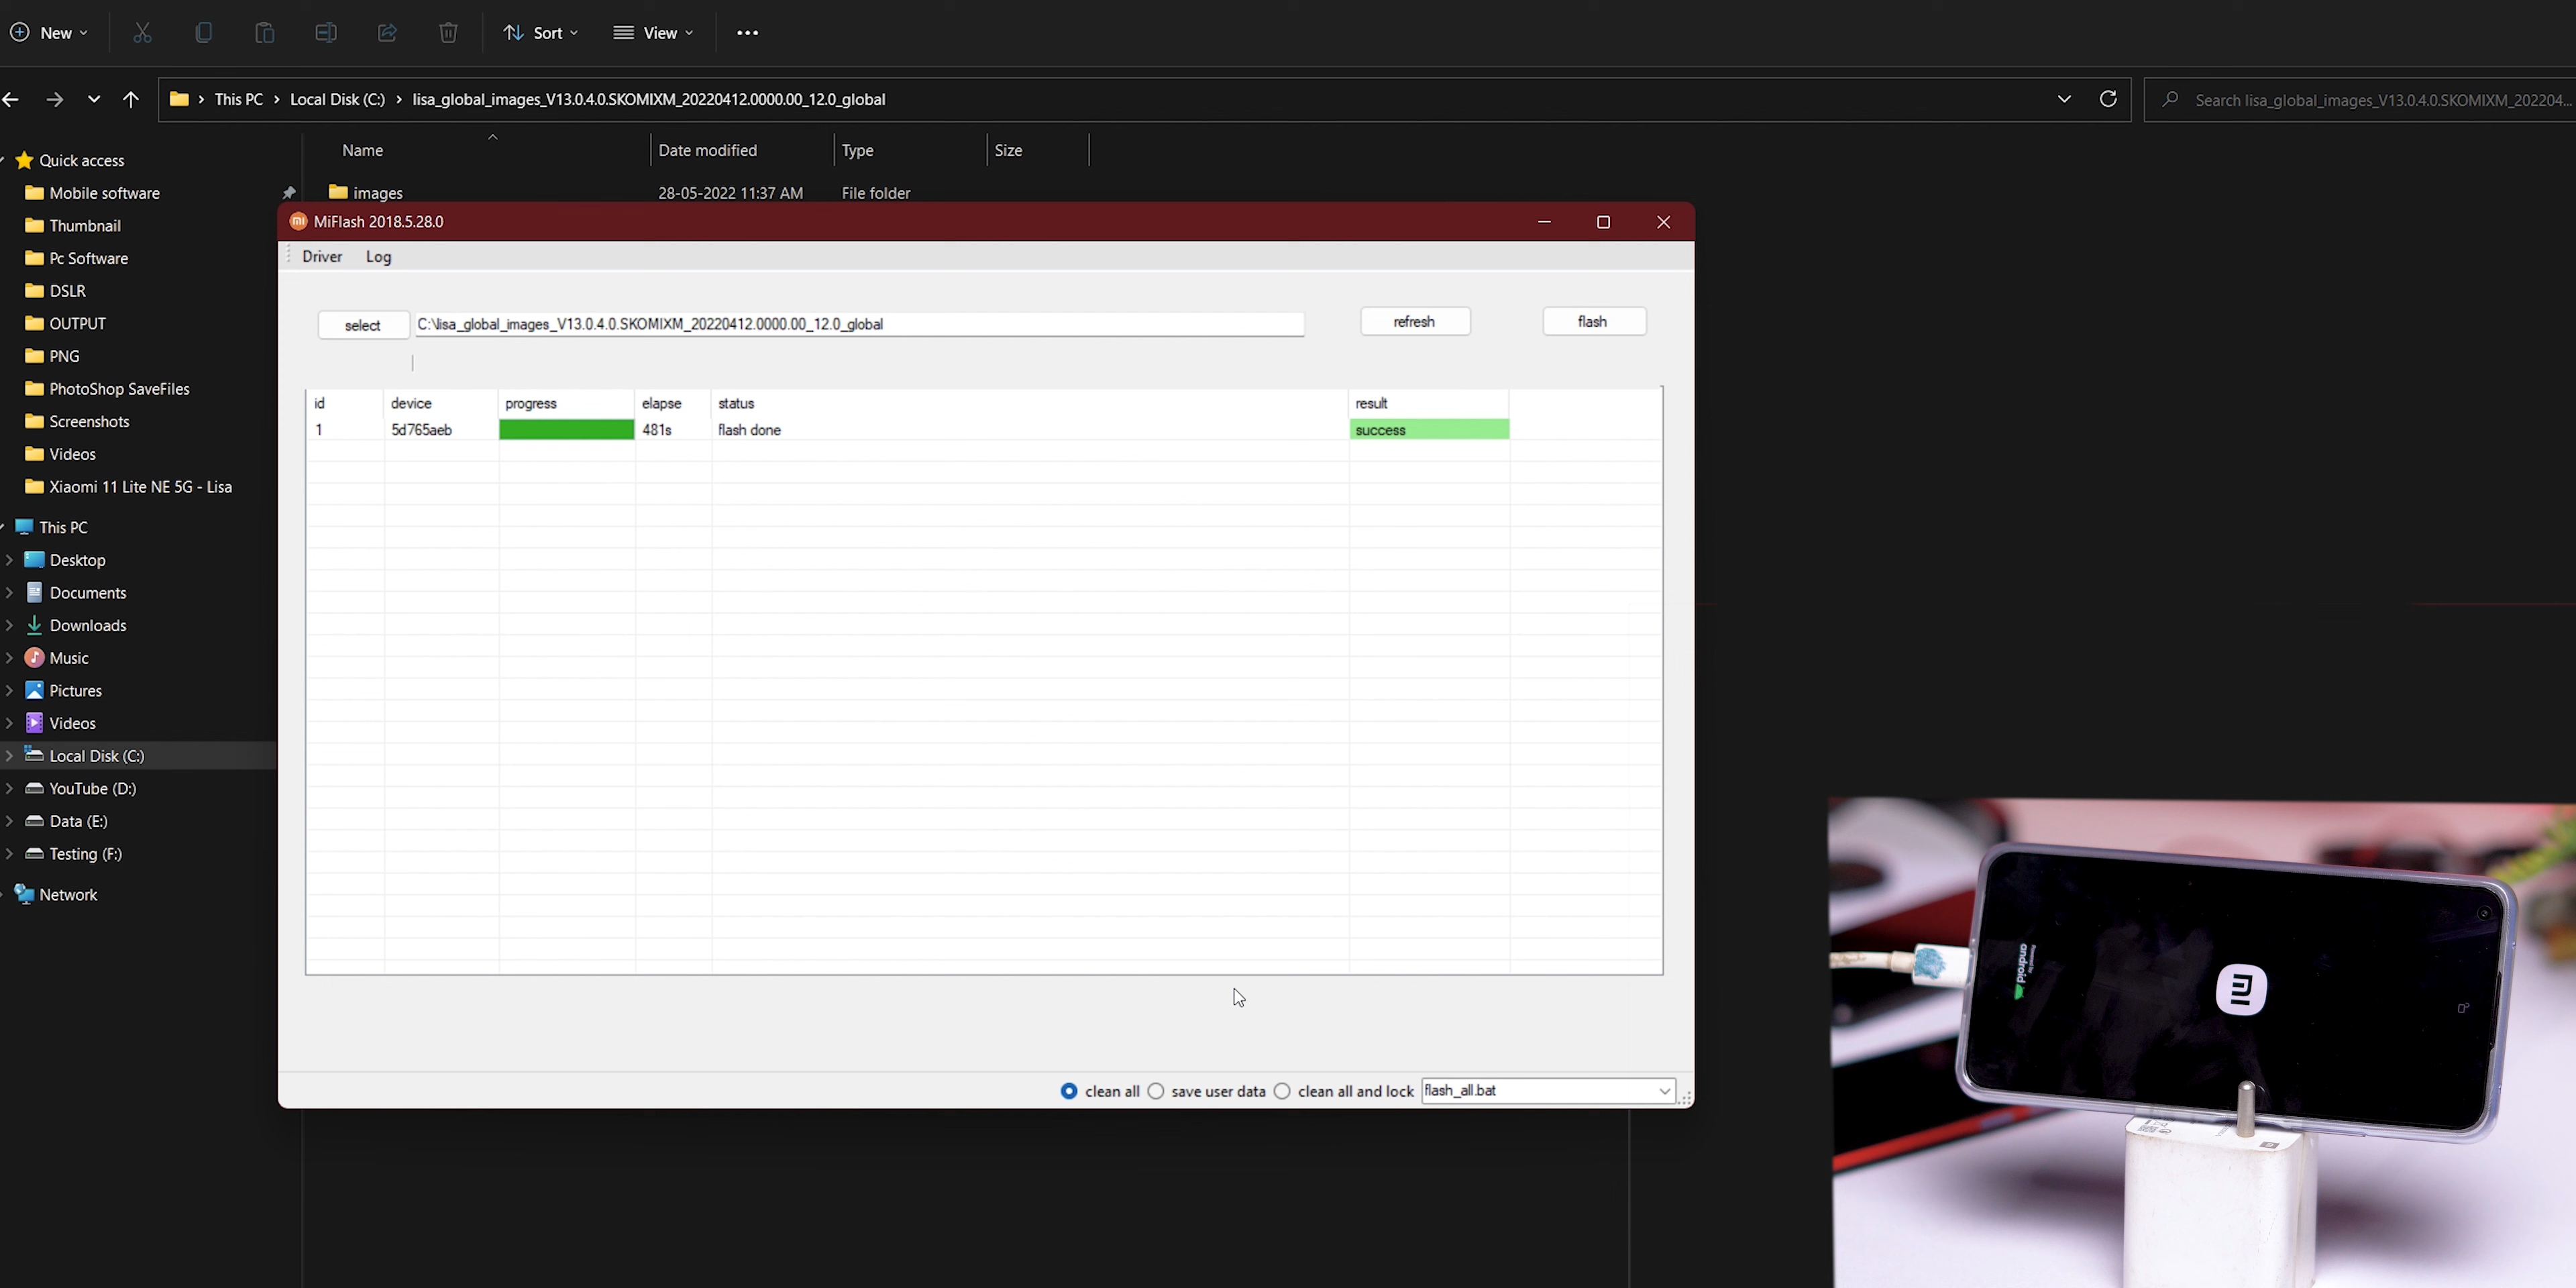 New
Sort
View
This PC > Local Disk (C:) > lisa_global_images_V13.0.4.0.SKOMIXM_20220412.0000.00_12.0_global
Search lisa_global_images_V13.0.4.0.SKOMIXM_202204...
Name
Date modified
Type
Size
images
28-05-2022 11:37 AM
File folder
Quick access
Mobile software
Thumbnail
Pc Software
DSLR
OUTPUT
PNG
PhotoShop SaveFiles
Screenshots
Videos
Xiaomi 11 Lite NE 5G - Lisa
This PC
Desktop
Documents
Downloads
Music
Pictures
Videos
Local Disk (C:)
YouTube (D:)
Data (E:)
Testing (F:)
Network
MiFlash 2018.5.28.0
Driver
Log
select
C:\lisa_global_images_V13.0.4.0.SKOMIXM_20220412.0000.00_12.0_global
refresh
flash
id device progress elapse status result
1 5d765aeb 481s flash done success
clean all
save user data
clean all and lock
flash_all.bat
android